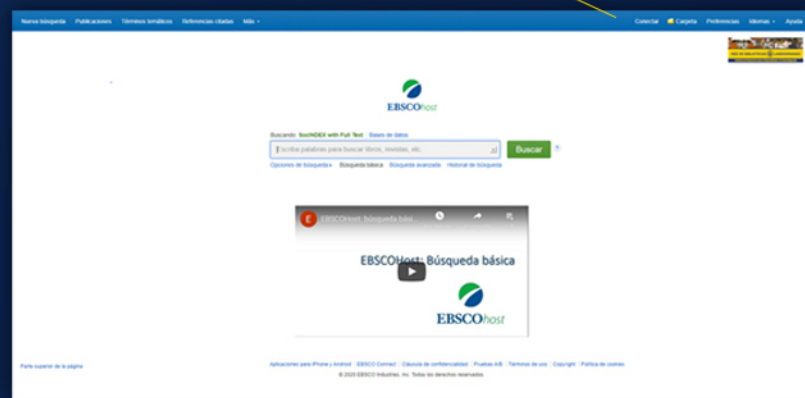 Nueva búsqueda Publicaciones Términos temáticos Referencias citadas Más
Conectar Carpeta Preferencias Idiomas Ayuda
EBSCOhost
Buscando: SocINDEX with Full Text Bases de datos
Escriba palabras para buscar libros, revistas, etc.
Buscar ?
Opciones de búsqueda Búsqueda básica Búsqueda avanzada Historial de búsqueda
E EBSCOHost: búsqueda bási
EBSCOHost: Búsqueda básica
EBSCOhost
Parte superior de la página
Aplicaciones para iPhone y Android EBSCO Connect Cláusula de confidencialidad Pruebas A/B Términos de uso Copyright Política de cookies
© 2025 EBSCO Industries, Inc. Todos los derechos reservados.